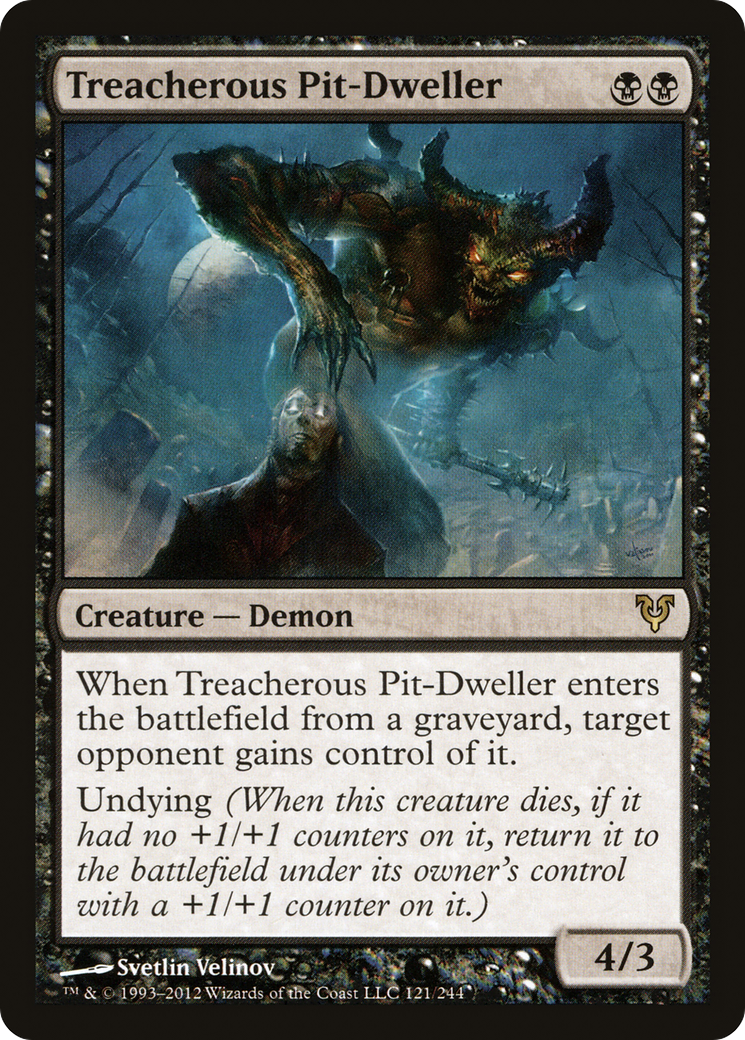 Treacherous Pit-Dweller
Creature — Demon
When Treacherous Pit-Dweller enters
the battlefield from a graveyard, target
opponent gains control of it.
Undying (When this creature dies, if it
had no +1/+1 counters on it, return it to
the battlefield under its owner's control
with a +1/+1 counter on it.)
4/3
Svetlin Velinov
™ & © 1993–2012 Wizards of the Coast LLC 121/244